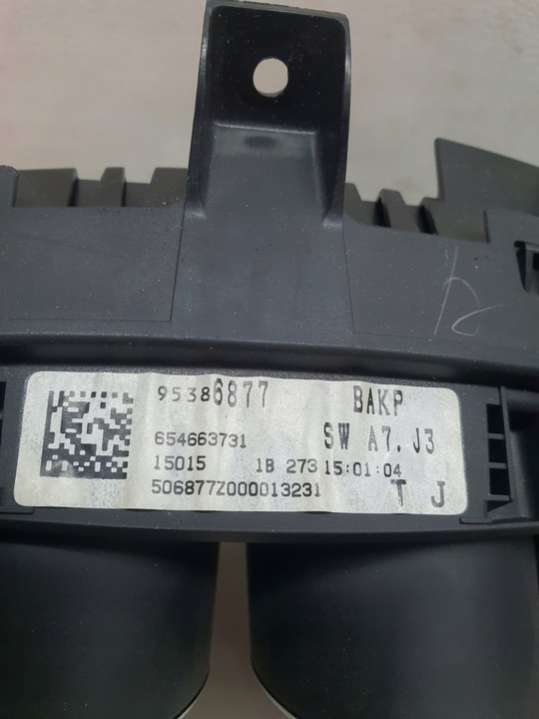 95386877 BAKP
654663731 SW A7.J3
15015 1B 273 15:01:04
506877Z000013231 T J